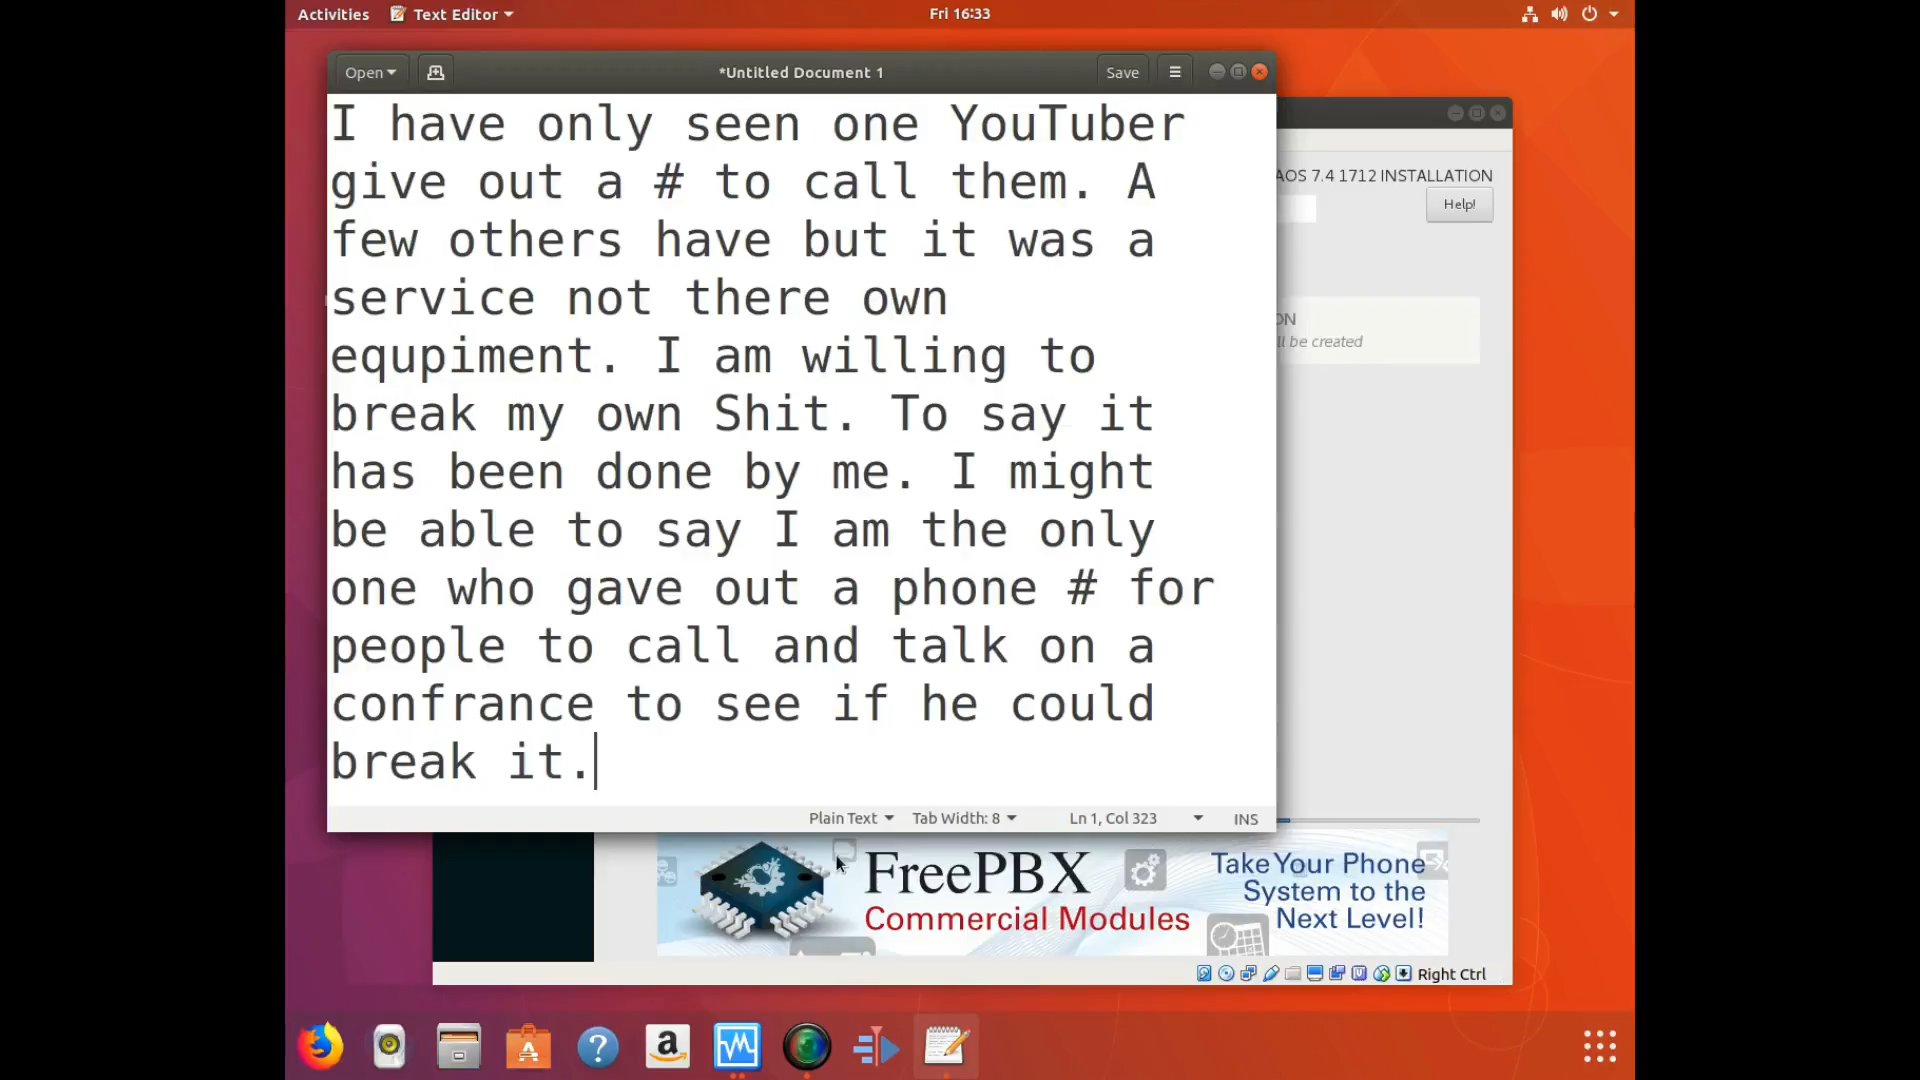 Activities Text Editor Fri 16:33
Open *Untitled Document 1 Save
I have only seen one YouTuber
give out a # to call them. A
few others have but it was a
service not there own
equpiment. I am willing to
break my own Shit. To say it
has been done by me. I might
be able to say I am the only
one who gave out a phone # for
people to call and talk on a
confrance to see if he could
break it.
Plain Text Tab Width: 8 Ln 1, Col 323 INS
AOS 7.4 1712 INSTALLATION
Help!
ON
ll be created
FreePBX
Commercial Modules
Take Your Phone
System to the
Next Level!
Right Ctrl